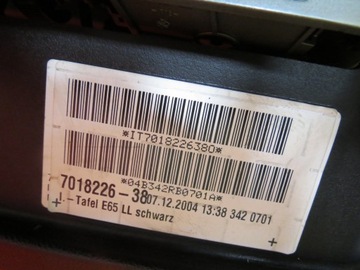 *IT7018226380*
*04B342RB0701A*
7018226-38 07.12.2004 13:38 342 0701
I.-Tafel E65 LL schwarz